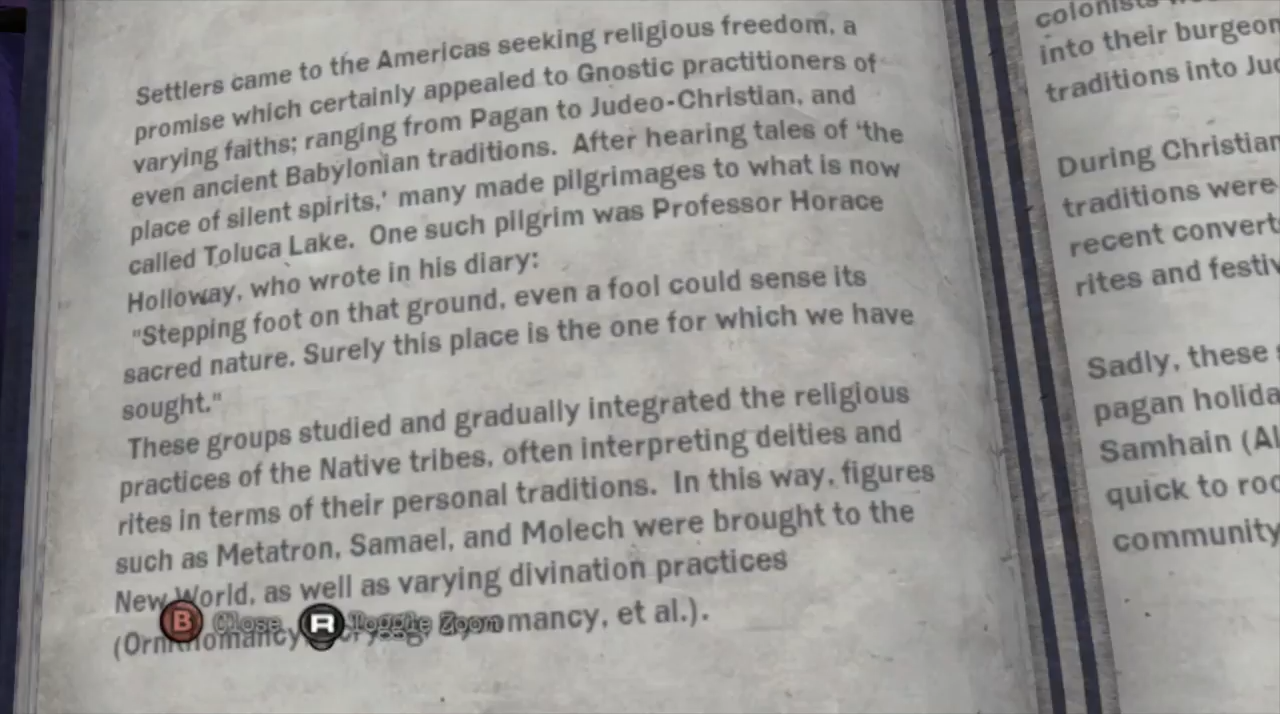 Settlers came to the Americas seeking religious freedom, a
promise which certainly appealed to Gnostic practitioners of
varying faiths; ranging from Pagan to Judeo-Christian, and
even ancient Babylonian traditions. After hearing tales of 'the
place of silent spirits,' many made pilgrimages to what is now
called Toluca Lake. One such pilgrim was Professor Horace
Holloway, who wrote in his diary:
"Stepping foot on that ground, even a fool could sense its
sacred nature. Surely this place is the one for which we have
sought."
These groups studied and gradually integrated the religious
practices of the Native tribes, often interpreting deities and
rites in terms of their personal traditions. In this way, figures
such as Metatron, Samael, and Molech were brought to the
New World, as well as varying divination practices
et al.).
colonists
into their burgeon
traditions into Jud
During Christian
traditions were
recent convert
rites and festiv
Sadly, these
pagan holida
Samhain (Al
quick to roo
community
B Close R Toggle Zoom